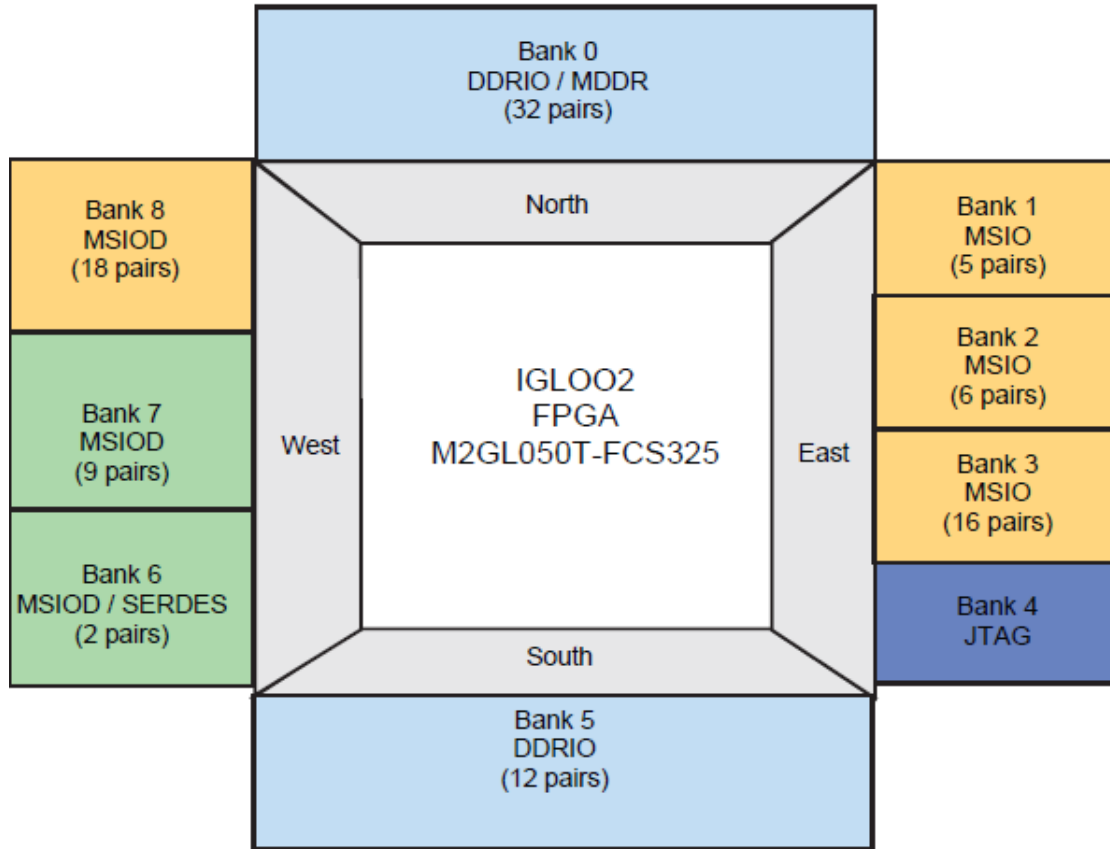 Bank 0
DDRIO / MDDR
(32 pairs)
Bank 8
MSIOD
(18 pairs)
North
Bank 1
MSIO
(5 pairs)
Bank 2
MSIO
(6 pairs)
Bank 7
MSIOD
(9 pairs)
West
IGLOO2
FPGA
M2GL050T-FCS325
East
Bank 3
MSIO
(16 pairs)
Bank 6
MSIOD / SERDES
(2 pairs)
Bank 4
JTAG
South
Bank 5
DDRIO
(12 pairs)